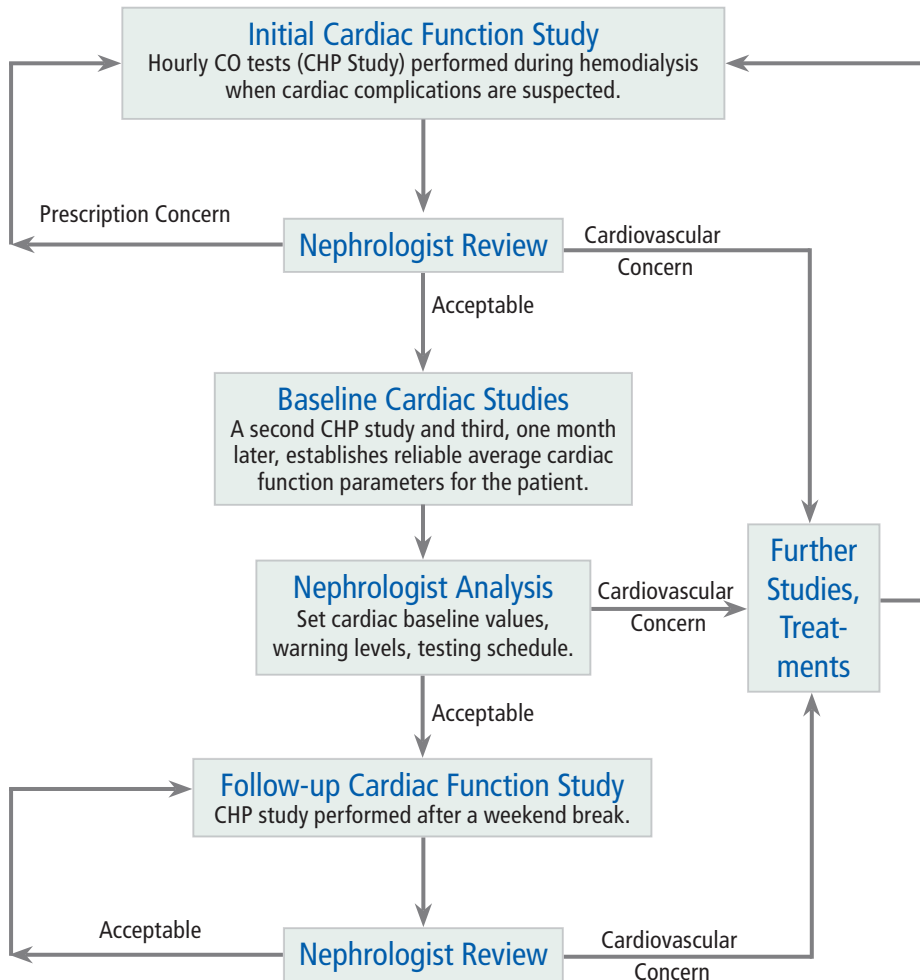 Initial Cardiac Function Study
Hourly CO tests (CHP Study) performed during hemodialysis
when cardiac complications are suspected.
Prescription Concern
Nephrologist Review
Cardiovascular
Concern
Acceptable
Baseline Cardiac Studies
A second CHP study and third, one month
later, establishes reliable average cardiac
function parameters for the patient.
Nephrologist Analysis
Set cardiac baseline values,
warning levels, testing schedule.
Cardiovascular
Concern
Further
Studies,
Treat-
ments
Acceptable
Follow-up Cardiac Function Study
CHP study performed after a weekend break.
Acceptable
Nephrologist Review
Cardiovascular
Concern